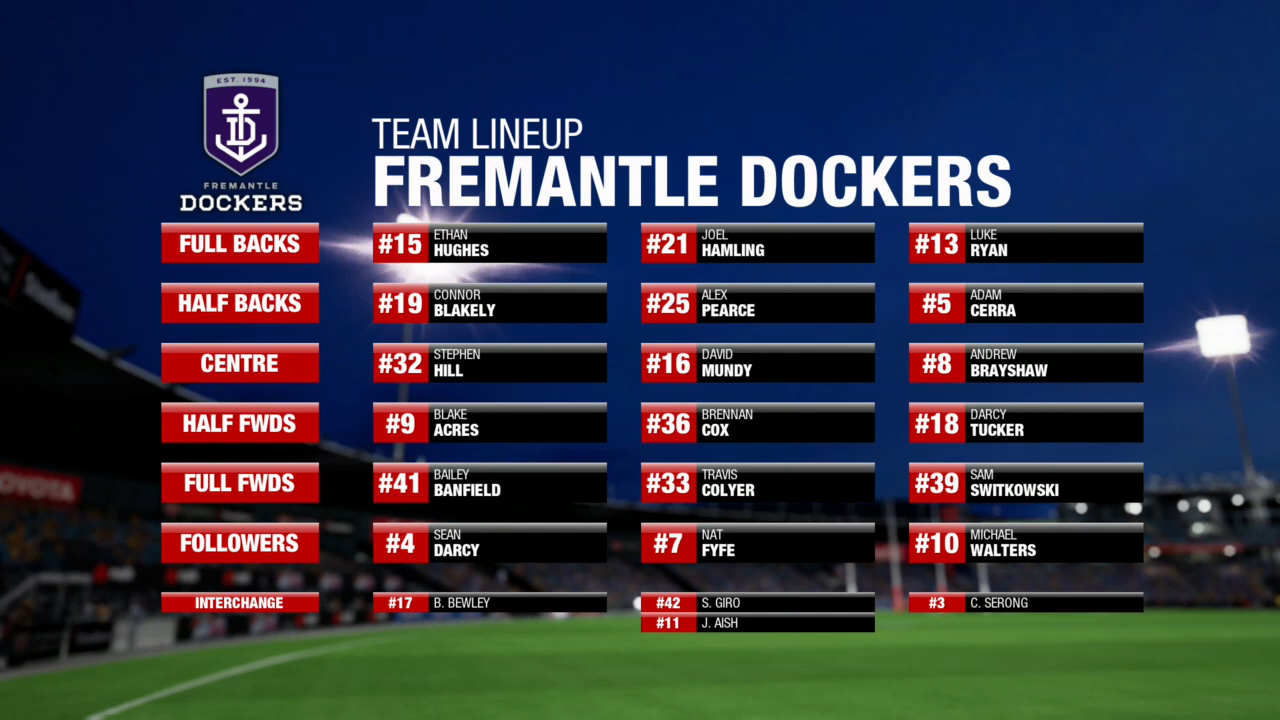 EST. 1994
FREMANTLE
DOCKERS
TEAM LINEUP
FREMANTLE DOCKERS
FULL BACKS #15 ETHAN HUGHES #21 JOEL HAMLING #13 LUKE RYAN
HALF BACKS #19 CONNOR BLAKELY #25 ALEX PEARCE #5 ADAM CERRA
CENTRE #32 STEPHEN HILL #16 DAVID MUNDY #8 ANDREW BRAYSHAW
HALF FWDS #9 BLAKE ACRES #36 BRENNAN COX #18 DARCY TUCKER
FULL FWDS #41 BAILEY BANFIELD #33 TRAVIS COLYER #39 SAM SWITKOWSKI
FOLLOWERS #4 SEAN DARCY #7 NAT FYFE #10 MICHAEL WALTERS
INTERCHANGE #17 B. BEWLEY #42 S. GIRO #3 C. SERONG
#11 J. AISH
TOYOTA